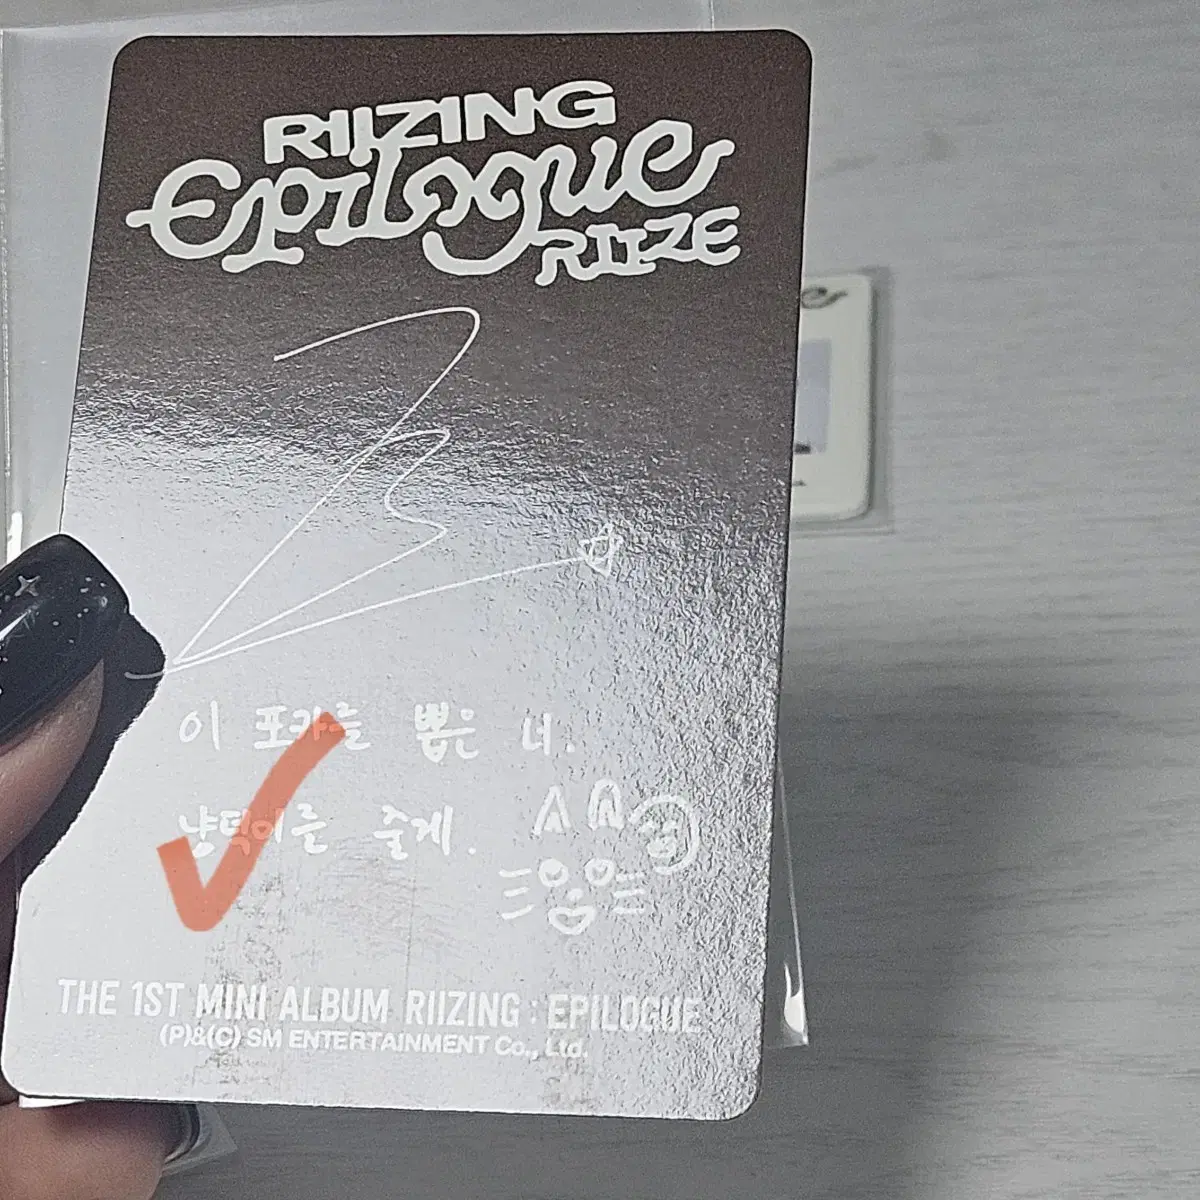 RIIZING
Epilogue
RIIZE
이 포카를 뽑은 너.
냥덕이를 줄게.
THE 1ST MINI ALBUM RIIZING : EPILOGUE
(P)&(C) SM ENTERTAINMENT Co., Ltd.